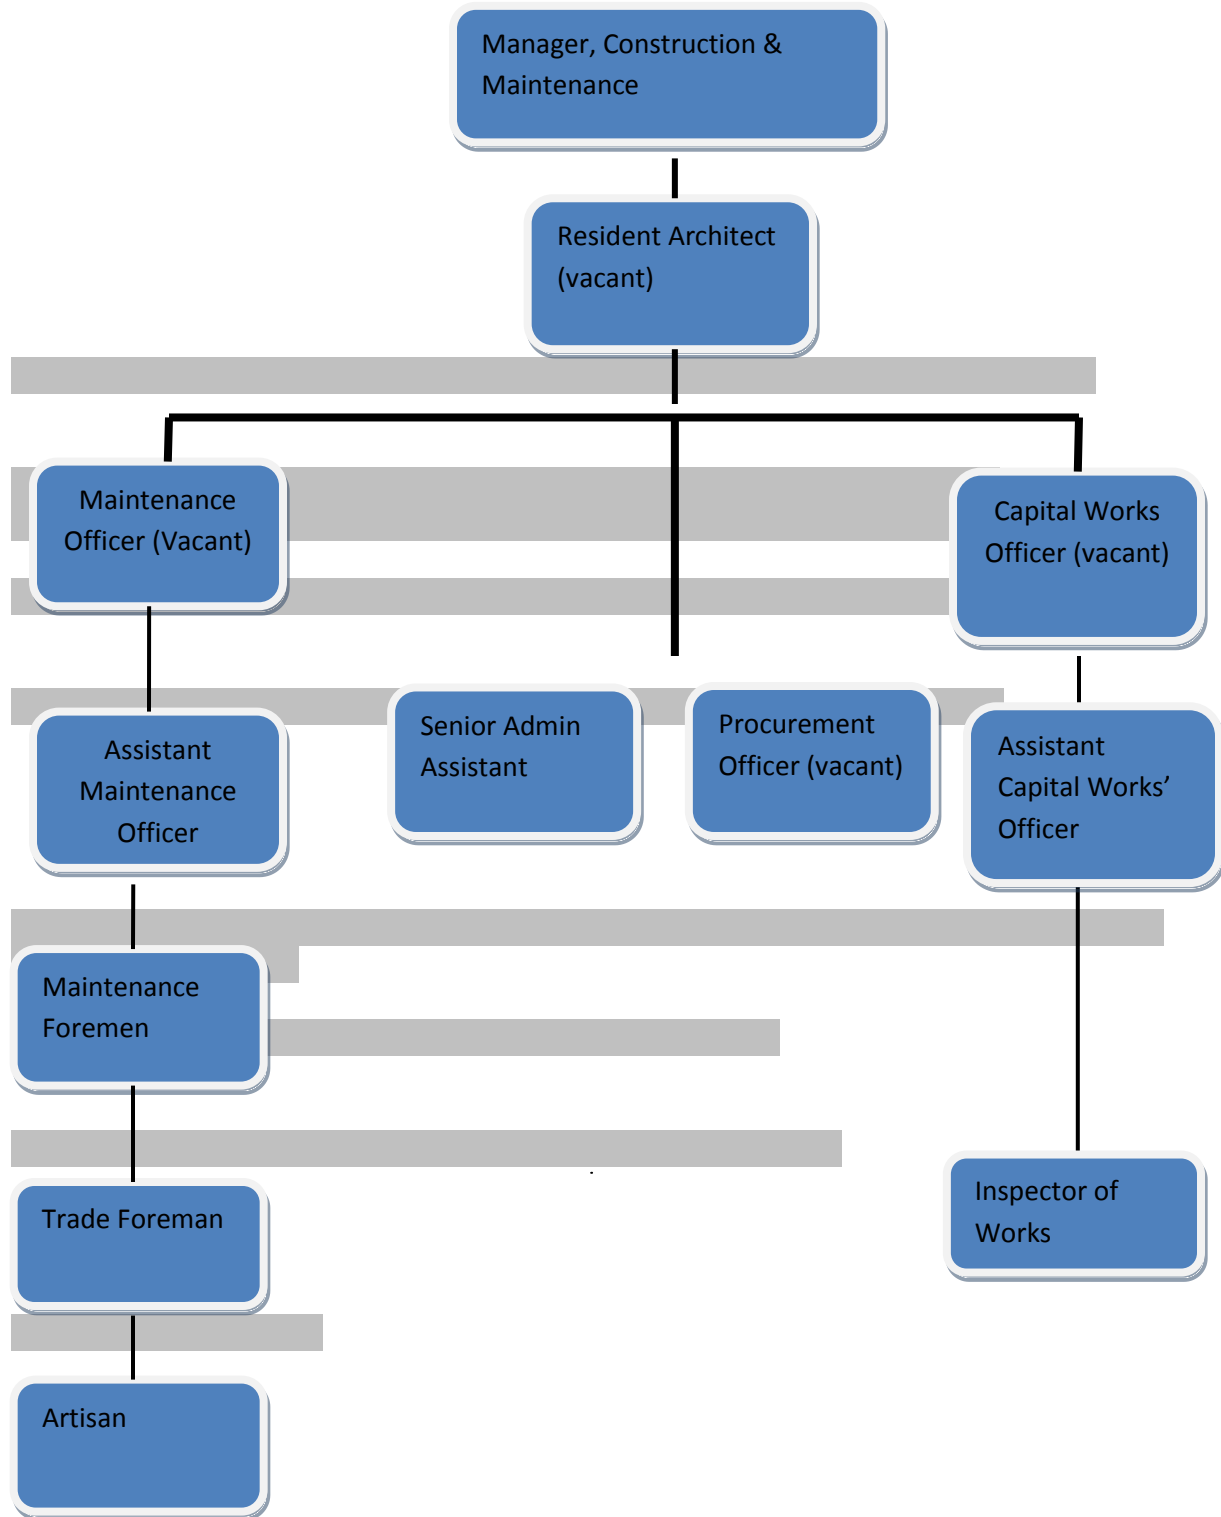 Manager, Construction &
Maintenance
Resident Architect
(vacant)
Maintenance
Officer (Vacant)
Capital Works
Officer (vacant)
Assistant
Maintenance
Officer
Senior Admin
Assistant
Procurement
Officer (vacant)
Assistant
Capital Works’
Officer
Maintenance
Foremen
Trade Foreman
Inspector of
Works
Artisan